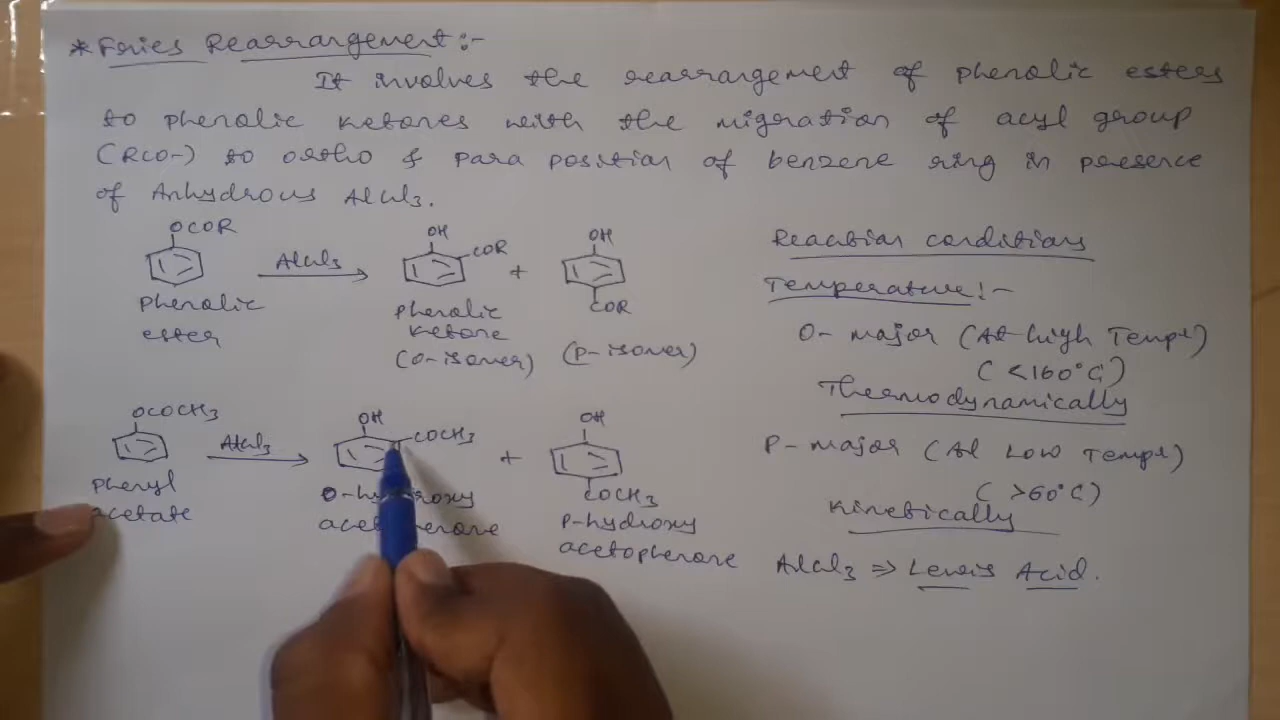 * Fries Rearrangement:-
It involves the rearrangement of phenolic esters
to phenolic ketones with the migration of acyl group
(RCO-) to ortho & para position of benzene ring in presence
of Anhydrous AlCl3.
OCOR
AlCl3
OH
COR
+
OH
COR
Phenolic
ester
phenolic
ketone
(O-isomer)
(P-isomer)
OCOCH3
AlCl3
OH
COCH3
+
OH
COCH3
phenyl
acetate
P-hydroxy
acetophenone
Reaction conditions
Temperature:-
O- major (At high Tempt)
(<160°C)
Thermodynamically
P- major (At Low Tempt)
(>60°C)
Kinetically
AlCl3 ⇒ Lewis Acid.